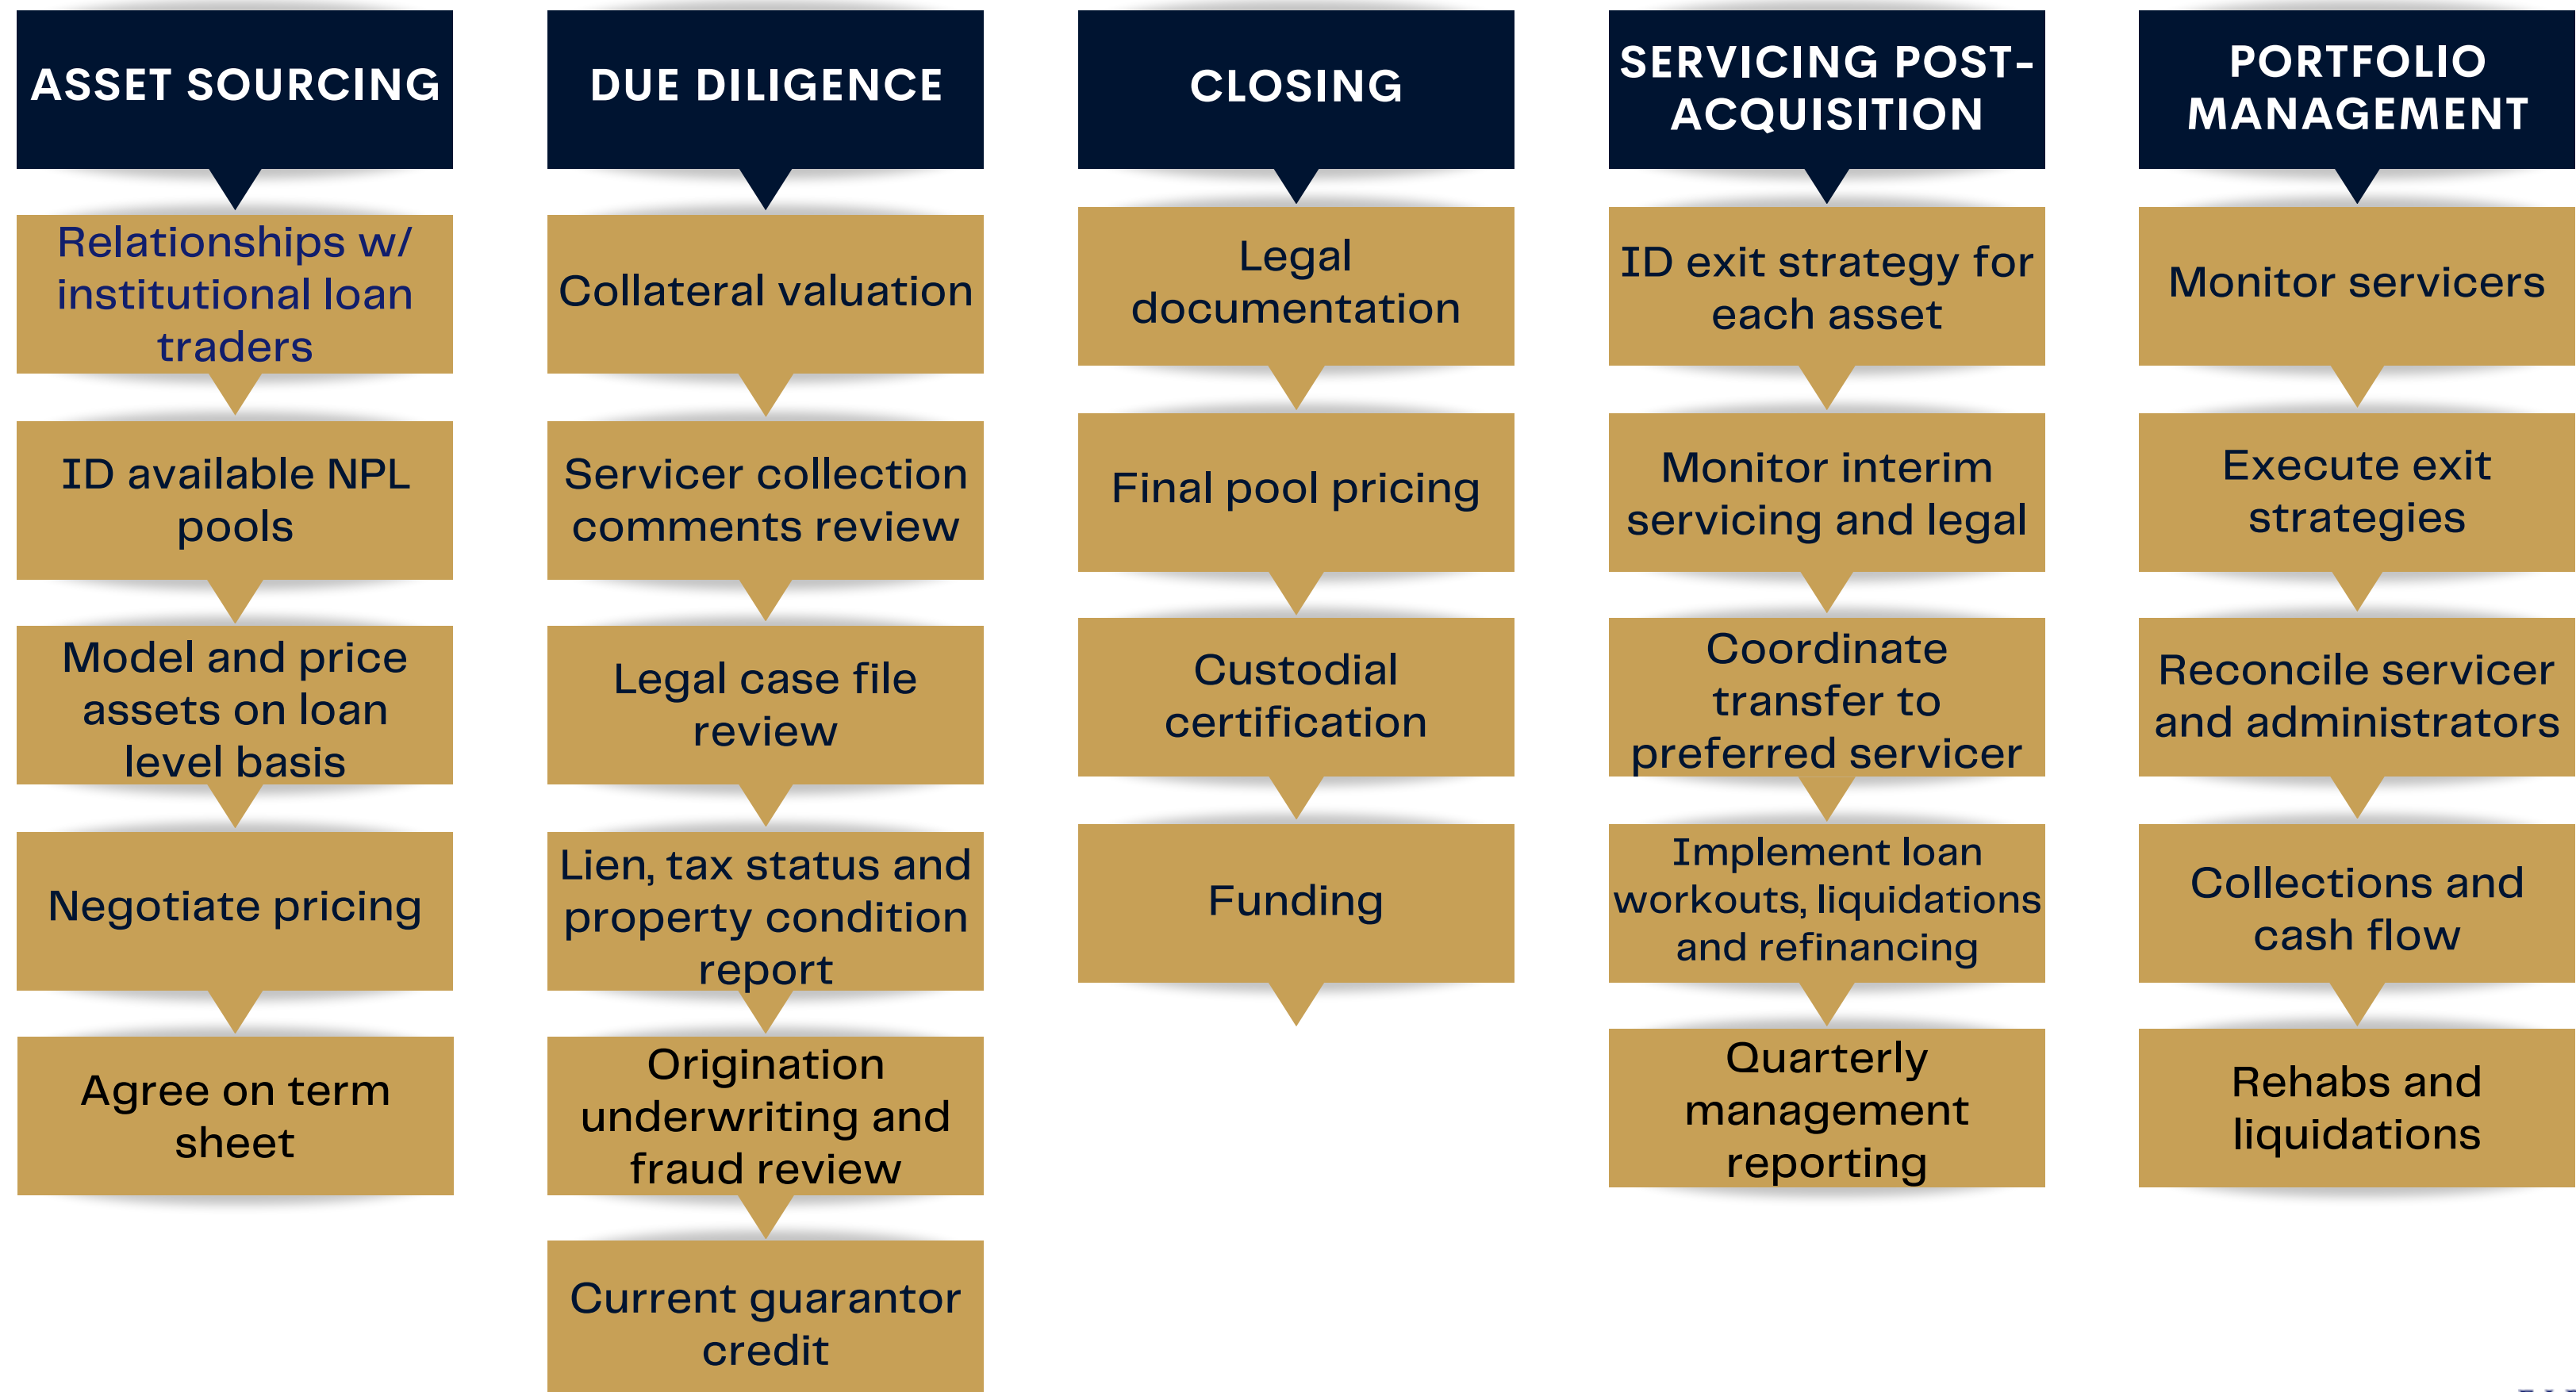 ASSET SOURCING
Relationships w/
institutional loan
traders
ID available NPL
pools
Model and price
assets on loan
level basis
Negotiate pricing
Agree on term
sheet
DUE DILIGENCE
Collateral valuation
Servicer collection
comments review
Legal case file
review
Lien, tax status and
property condition
report
Origination
underwriting and
fraud review
Current guarantor
credit
CLOSING
Legal
documentation
Final pool pricing
Custodial
certification
Funding
SERVICING POST-
ACQUISITION
ID exit strategy for
each asset
Monitor interim
servicing and legal
Coordinate
transfer to
preferred servicer
Implement loan
workouts, liquidations
and refinancing
Quarterly
management
reporting
PORTFOLIO
MANAGEMENT
Monitor servicers
Execute exit
strategies
Reconcile servicer
and administrators
Collections and
cash flow
Rehabs and
liquidations